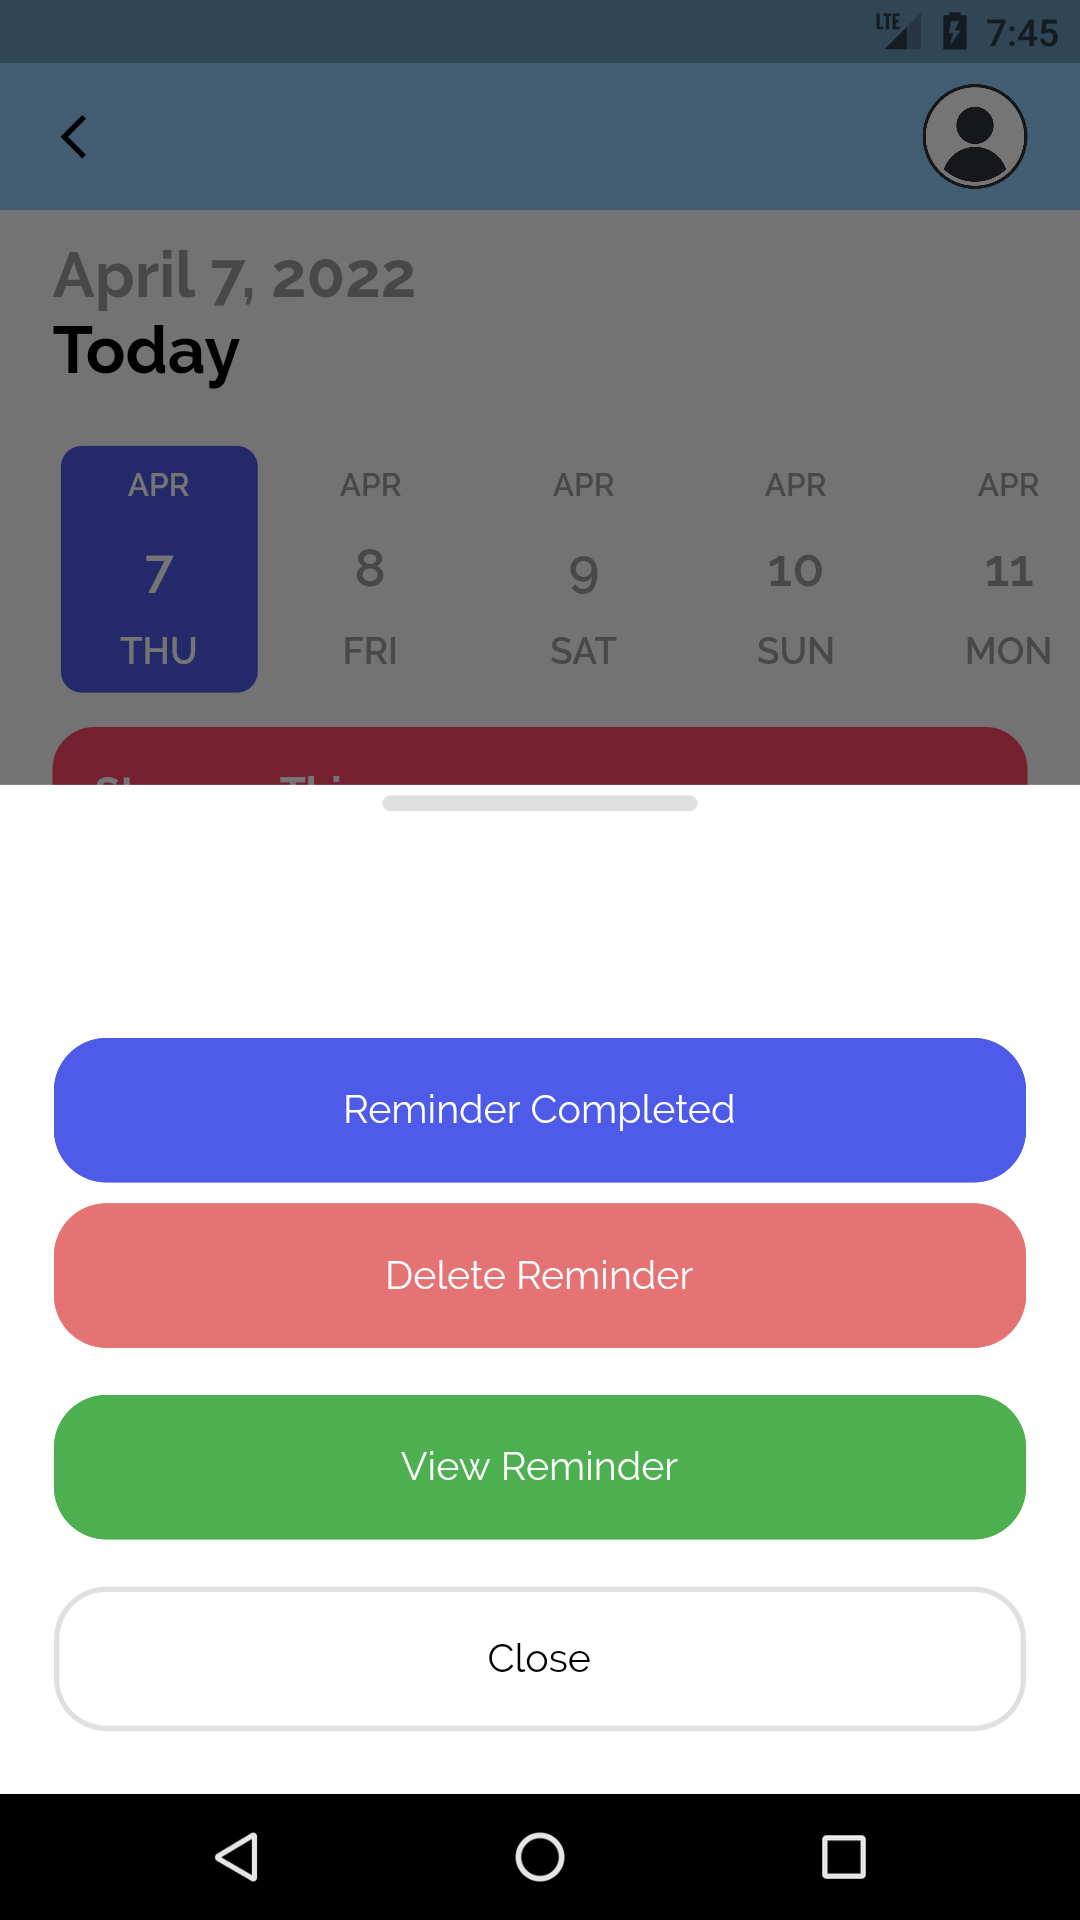 LTE 7:45
April 7, 2022
Today
APR APR APR APR APR
7 8 9 10 11
THU FRI SAT SUN MON
Reminder Completed
Delete Reminder
View Reminder
Close